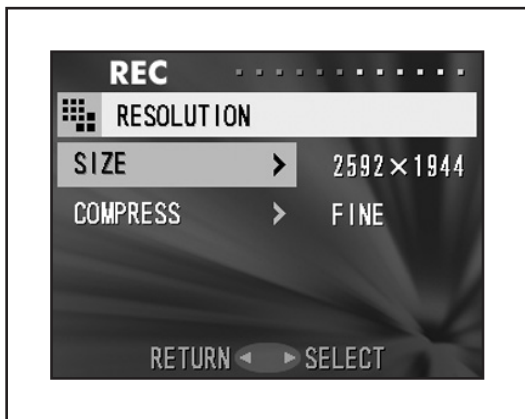 REC
RESOLUTION
SIZE > 2592×1944
COMPRESS > FINE
RETURN ◄ ► SELECT